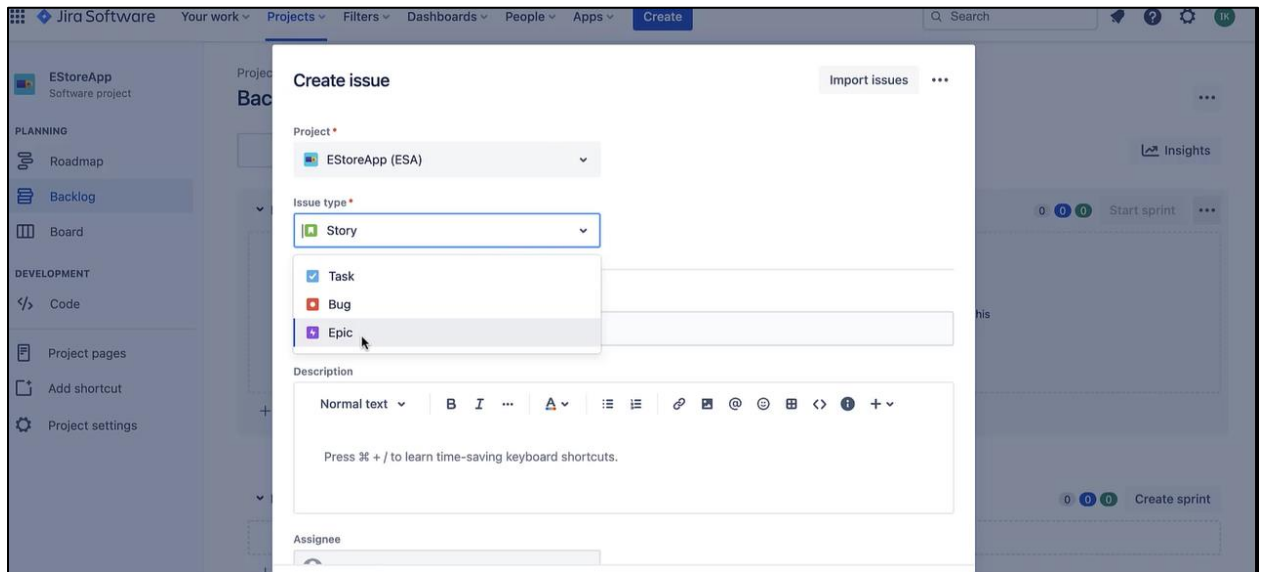 Jira Software Your work Projects Filters Dashboards People Apps Create Search IK
EStoreApp
Software project
PLANNING
Roadmap
Backlog
Board
DEVELOPMENT
Code
Project pages
Add shortcut
Project settings
Projec
Bac
Insights
0 0 0 Start sprint
his
0 0 0 Create sprint
Create issue Import issues
Project *
EStoreApp (ESA)
Issue type *
Story
Task
Bug
Epic
Description
Normal text B I ... A @ <> +
Press ⌘ + / to learn time-saving keyboard shortcuts.
Assignee